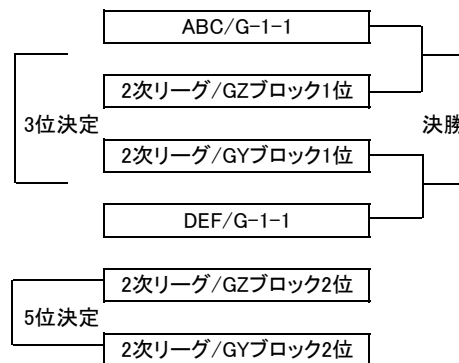 ABC/G-1-1
2次リーグ/GZブロック1位
3位決定
決勝
2次リーグ/GYブロック1位
DEF/G-1-1
2次リーグ/GZブロック2位
5位決定
2次リーグ/GYブロック2位